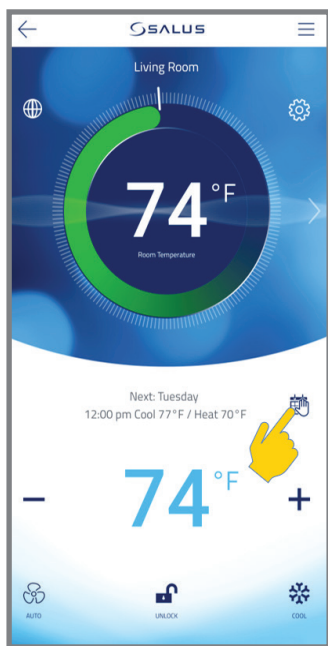 SALUS
Living Room
74°F
Room Temperature
Next: Tuesday
12:00 pm Cool 77°F / Heat 70°F
74°F
AUTO
UNLOCK
COOL